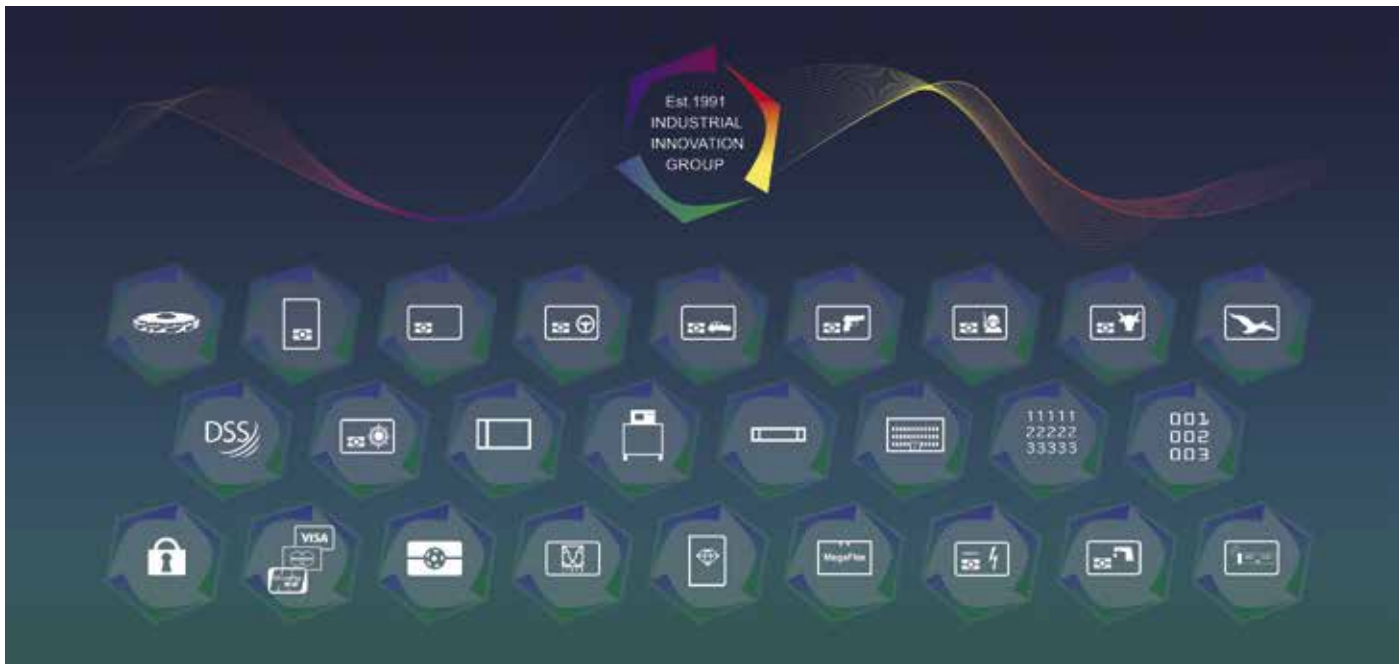 Est.1991
INDUSTRIAL
INNOVATION
GROUP
DSS
11111
22222
33333
001
002
003
VISA
MegaFlex